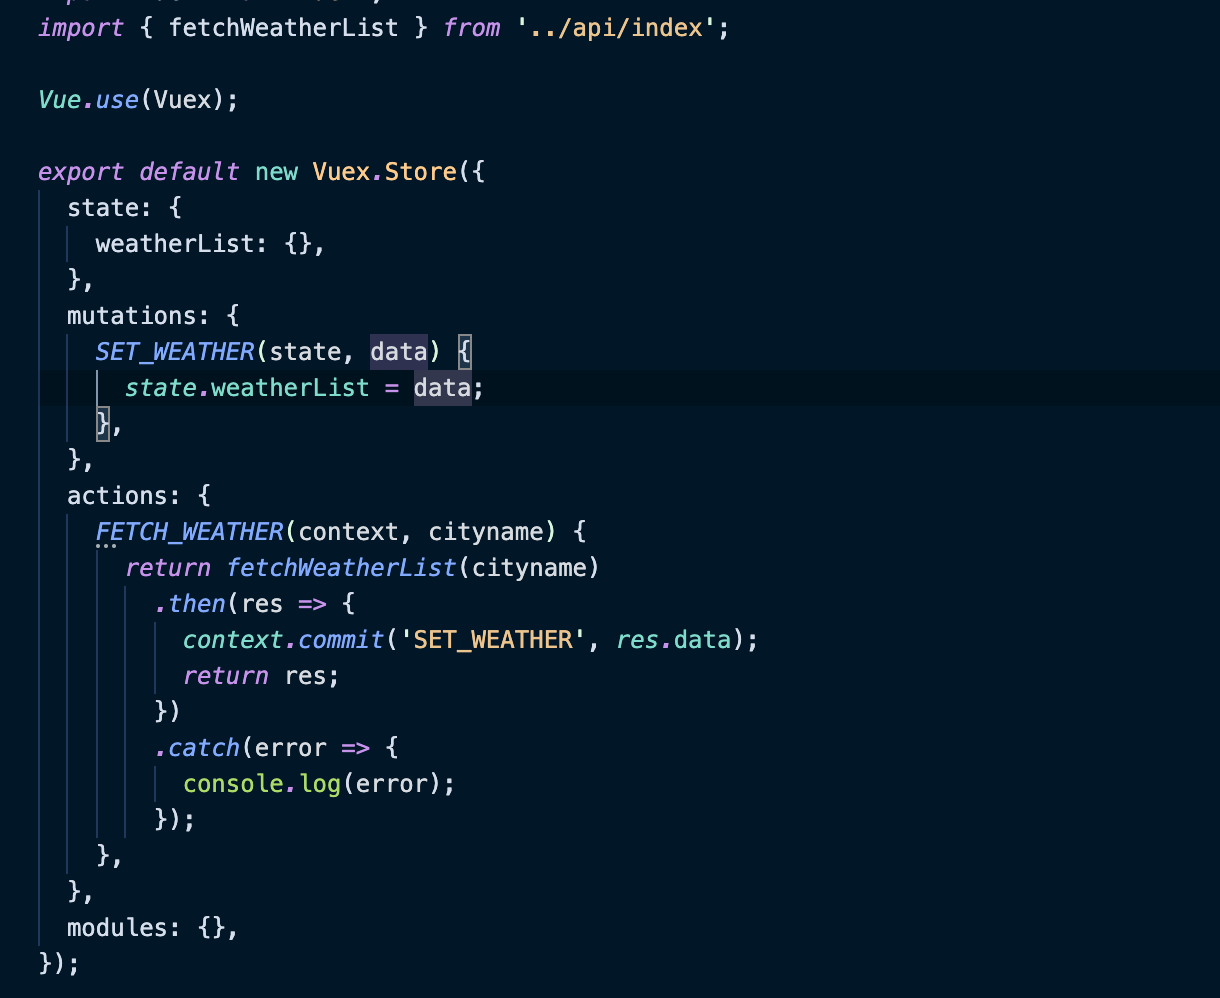 import { fetchWeatherList } from '../api/index';
Vue.use(Vuex);
export default new Vuex.Store({
state: {
weatherList: {},
},
mutations: {
SET_WEATHER(state, data) {
state.weatherList = data;
},
},
actions: {
FETCH_WEATHER(context, cityname) {
return fetchWeatherList(cityname)
.then(res => {
context.commit('SET_WEATHER', res.data);
return res;
})
.catch(error => {
console.log(error);
});
},
},
modules: {},
});